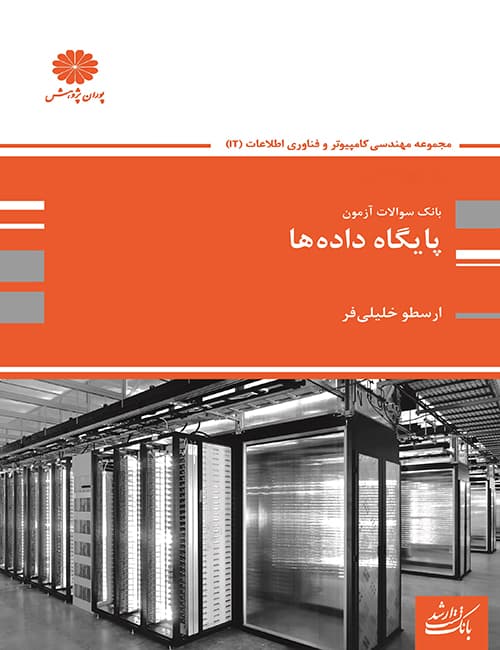 پوران پژوهش
مجموعه مهندسی کامپیوتر و فناوری اطلاعات (IT)
بانک سوالات آزمون
پایگاه داده‌ها
ارسطو خلیلی‌فر
بانک تست ارشد